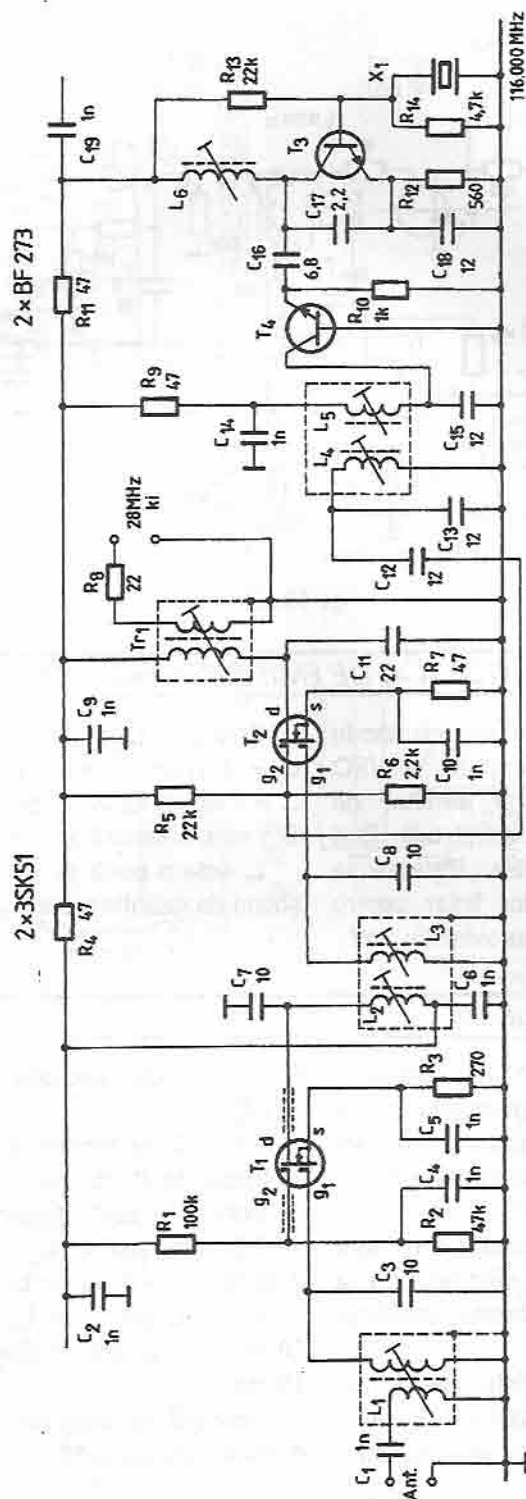 Ant.
C1
1n
L1
C2
1n
C3
10
R1
100k
R2
47k
C4
1n
g2
T1
d
g1
s
C5
1n
R3
270
C7
10
L2
L3
C6
1n
2×3SK51
R4
47
C8
10
C9
1n
R5
22k
g2
T2
d
g1
s
R6
2,2k
C10
1n
R7
47
C11
22
Tr1
R8
22
28MHz
ki
C12
12
C13
12
L4
L5
C14
1n
C15
12
R9
47
2×BF 273
R11
47
T4
R10
1k
C16
6,8
L6
C17
2,2
C18
12
R12
560
T3
C19
1n
R13
22k
R14
4,7k
X1
116.000 MHz